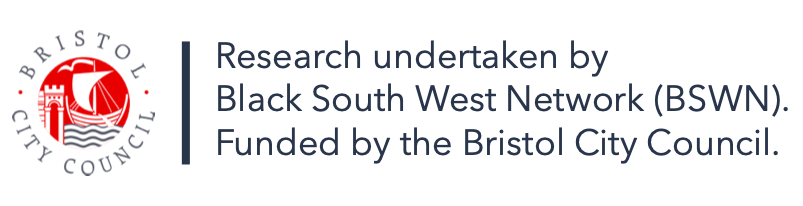 BRISTOL
CITY COUNCIL
Research undertaken by
Black South West Network (BSWN).
Funded by the Bristol City Council.